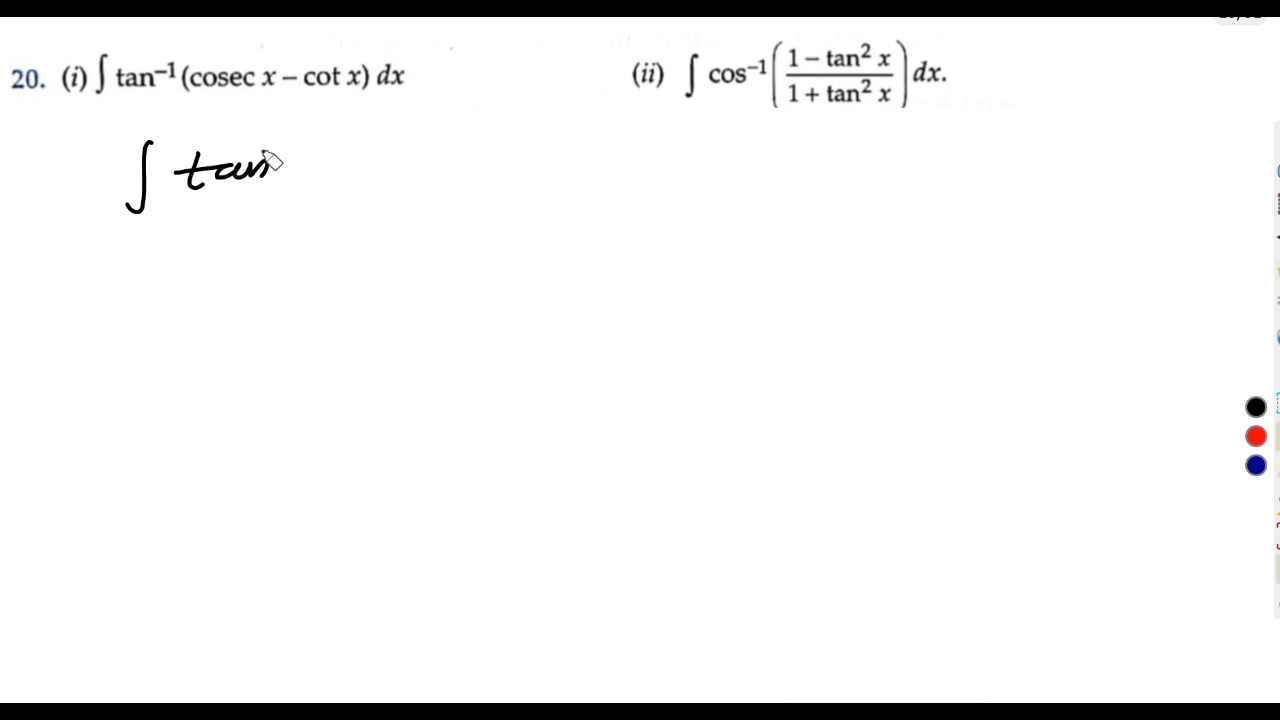 20. (i) ∫ tan⁻¹ (cosec x – cot x) dx (ii) ∫ cos⁻¹ ( (1 – tan² x) / (1 + tan² x) ) dx.
∫ tan